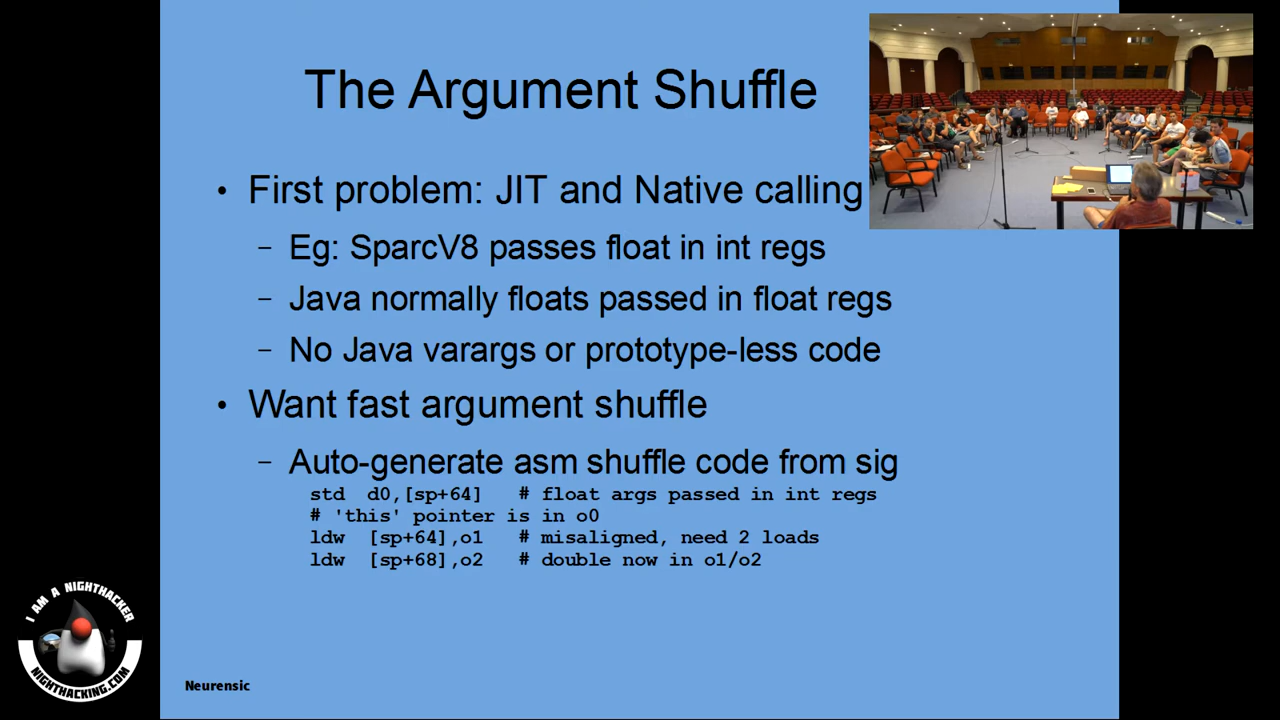 The Argument Shuffle
• First problem: JIT and Native calling
– Eg: SparcV8 passes float in int regs
– Java normally floats passed in float regs
– No Java varargs or prototype-less code
• Want fast argument shuffle
– Auto-generate asm shuffle code from sig
std d0,[sp+64] # float args passed in int regs
# 'this' pointer is in o0
ldw [sp+64],o1 # misaligned, need 2 loads
ldw [sp+68],o2 # double now in o1/o2
I AM A NIGHTHACKER
NIGHTHACKING.COM
Neurensic